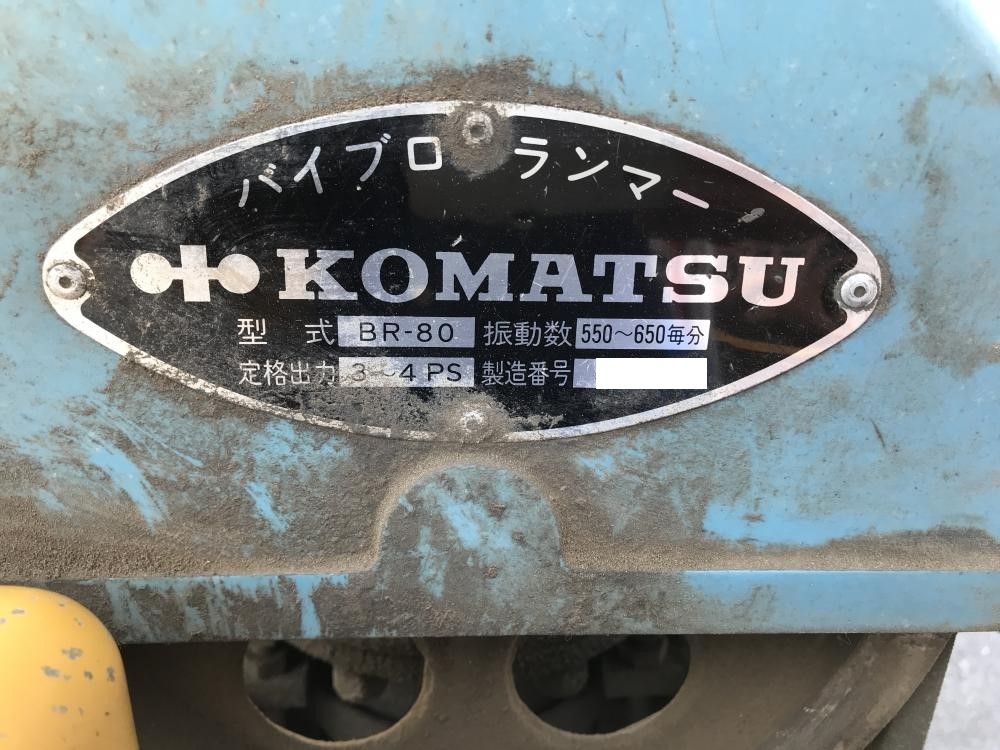 バイブロ ランマー
KOMATSU
型 式 BR-80 振動数 550～650毎分
定格出力 3～4PS 製造番号